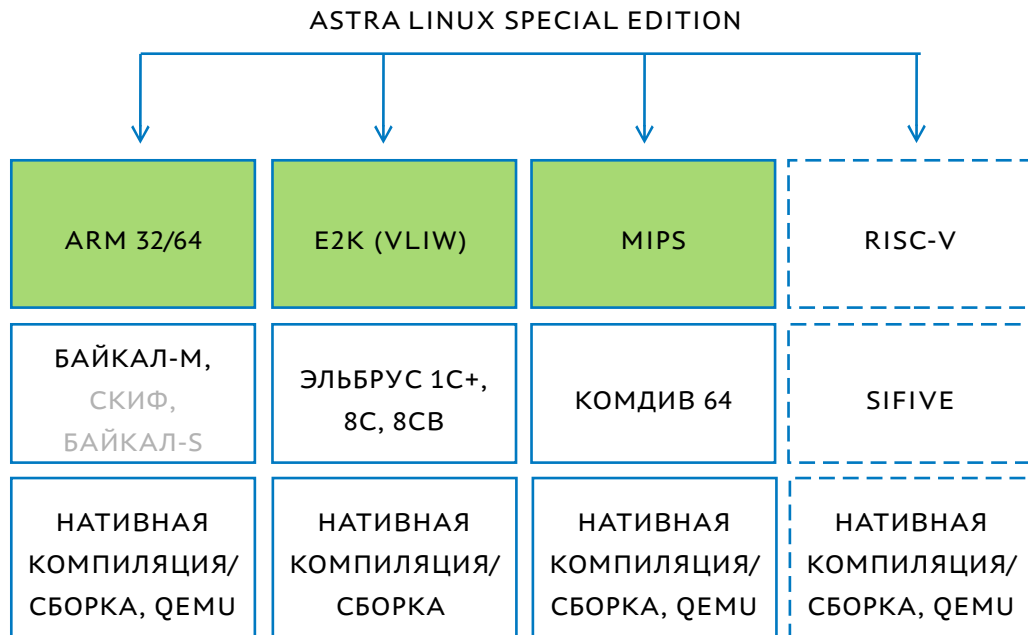 ASTRA LINUX SPECIAL EDITION
ARM 32/64
E2K (VLIW)
MIPS
RISC-V
БАЙКАЛ-М,
СКИФ,
БАЙКАЛ-S
ЭЛЬБРУС 1С+,
8С, 8СВ
КОМДИВ 64
SIFIVE
НАТИВНАЯ
КОМПИЛЯЦИЯ/
СБОРКА, QEMU
НАТИВНАЯ
КОМПИЛЯЦИЯ/
СБОРКА
НАТИВНАЯ
КОМПИЛЯЦИЯ/
СБОРКА, QEMU
НАТИВНАЯ
КОМПИЛЯЦИЯ/
СБОРКА, QEMU